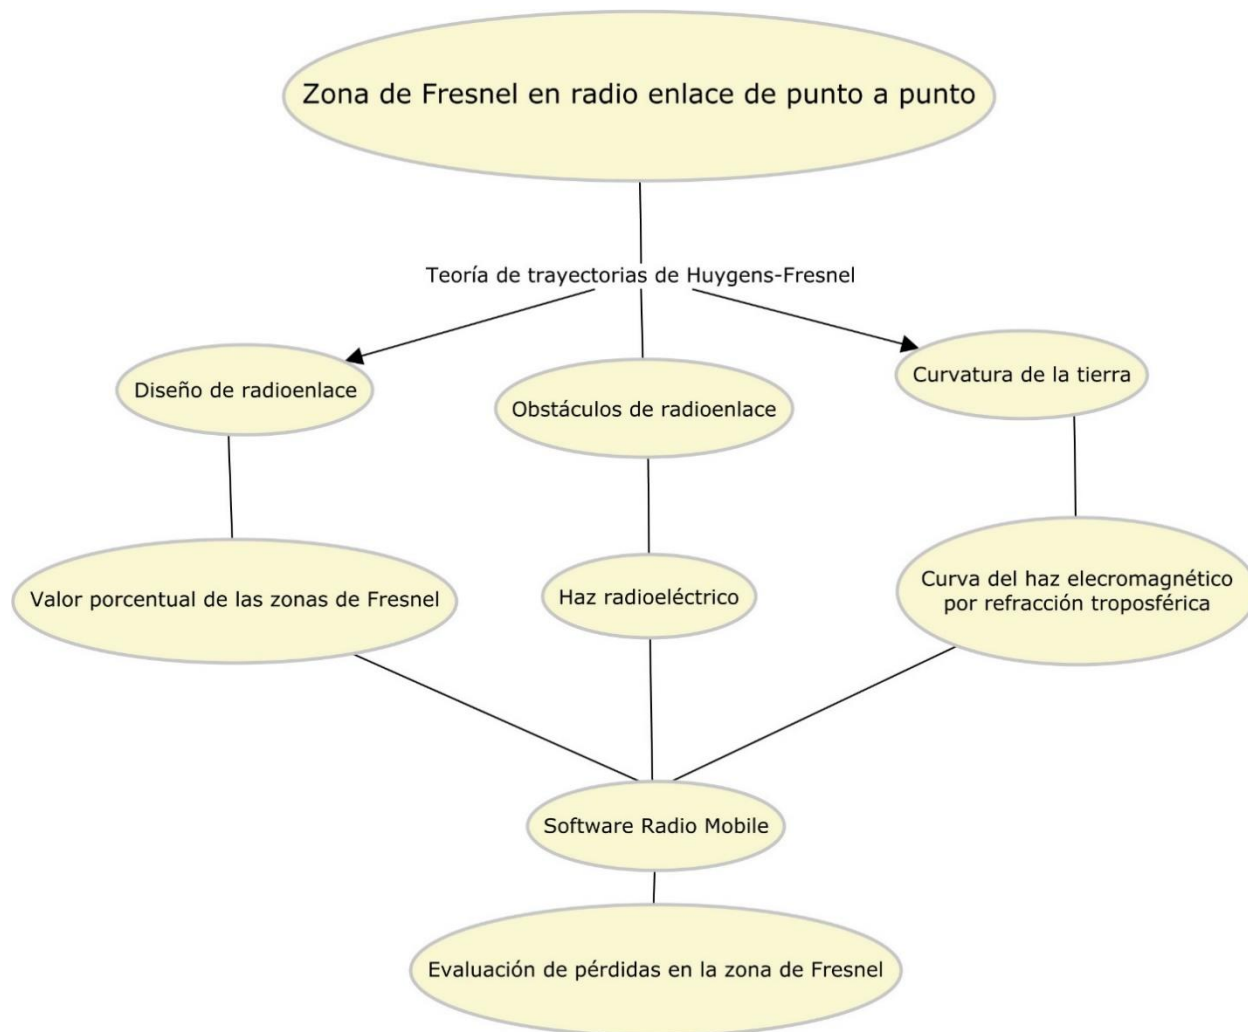 Zona de Fresnel en radio enlace de punto a punto
Teoría de trayectorias de Huygens-Fresnel
Diseño de radioenlace
Obstáculos de radioenlace
Curvatura de la tierra
Valor porcentual de las zonas de Fresnel
Haz radioeléctrico
Curva del haz elecromagnético
por refracción troposférica
Software Radio Mobile
Evaluación de pérdidas en la zona de Fresnel